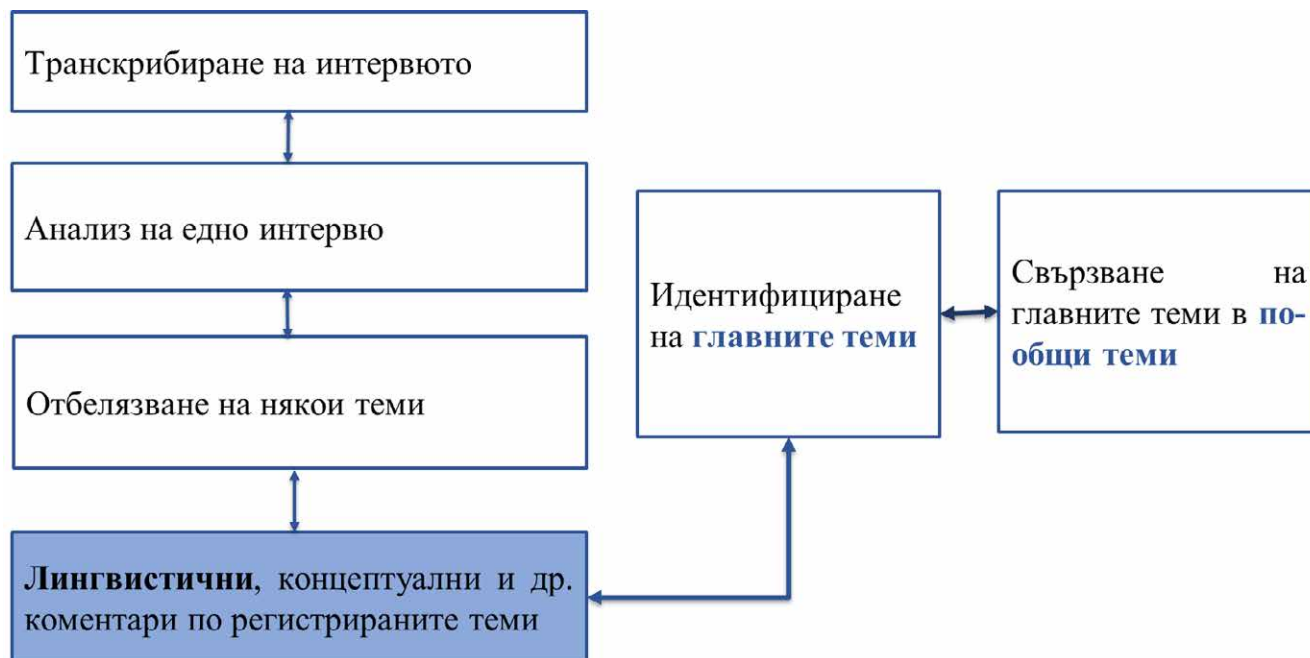 Транскрибиране на интервюто
Анализ на едно интервю
Отбелязване на някои теми
Лингвистични, концептуални и др.
коментари по регистрираните теми
Идентифициране
на главните теми
Свързване на
главните теми в по-
общи теми